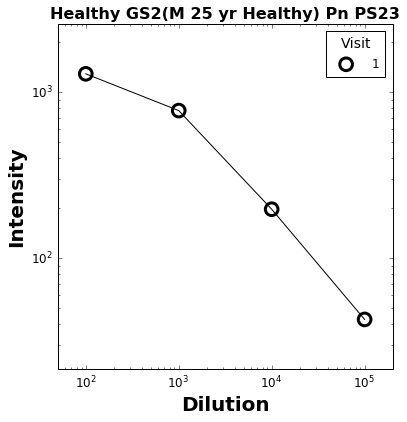 Healthy GS2(M 25 yr Healthy) Pn PS23
Visit
1
10³
10²
Intensity
10² 10³ 10⁴ 10⁵
Dilution